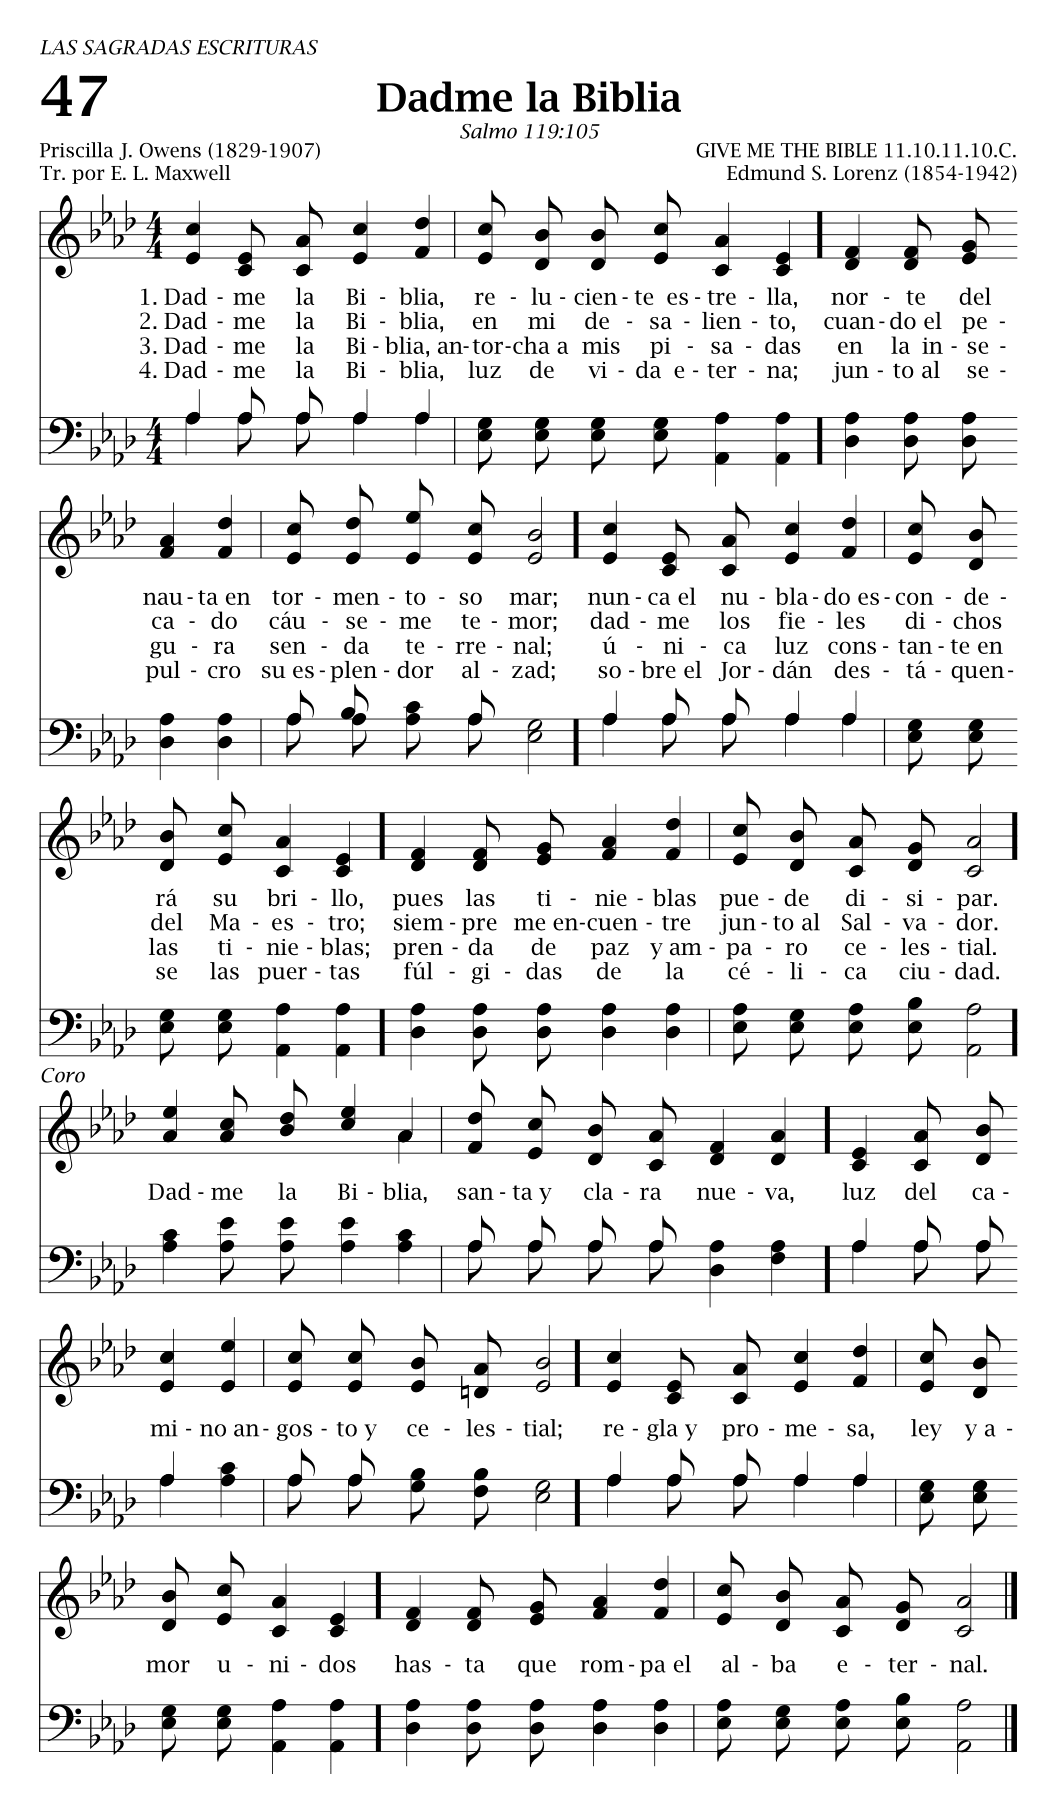 LAS SAGRADAS ESCRITURAS
47 Dadme la Biblia
Salmo 119:105
Priscilla J. Owens (1829-1907) GIVE ME THE BIBLE 11.10.11.10.C.
Tr. por E. L. Maxwell Edmund S. Lorenz (1854-1942)
1. Dad - me la Bi - blia, re - lu - cien - te es - tre - lla, nor - te del
2. Dad - me la Bi - blia, en mi de - sa - lien - to, cuan - do el pe -
3. Dad - me la Bi - blia, an - tor - cha a mis pi - sa - das en la in - se -
4. Dad - me la Bi - blia, luz de vi - da e - ter - na; jun - to al se -
nau - ta en tor - men - to - so mar; nun - ca el nu - bla - do es - con - de -
ca - do cáu - se - me te - mor; dad - me los fie - les di - chos
gu - ra sen - da te - rre - nal; ú - ni - ca luz cons - tan - te en
pul - cro su es - plen - dor al - zad; so - bre el Jor - dán des - tá - quen -
rá su bri - llo, pues las ti - nie - blas pue - de di - si - par.
del Ma - es - tro; siem - pre me en - cuen - tre jun - to al Sal - va - dor.
las ti - nie - blas; pren - da de paz y am - pa - ro ce - les - tial.
se las puer - tas fúl - gi - das de la cé - li - ca ciu - dad.
Coro
Dad - me la Bi - blia, san - ta y cla - ra nue - va, luz del ca -
mi - no an - gos - to y ce - les - tial; re - gla y pro - me - sa, ley y a -
mor u - ni - dos has - ta que rom - pa el al - ba e - ter - nal.